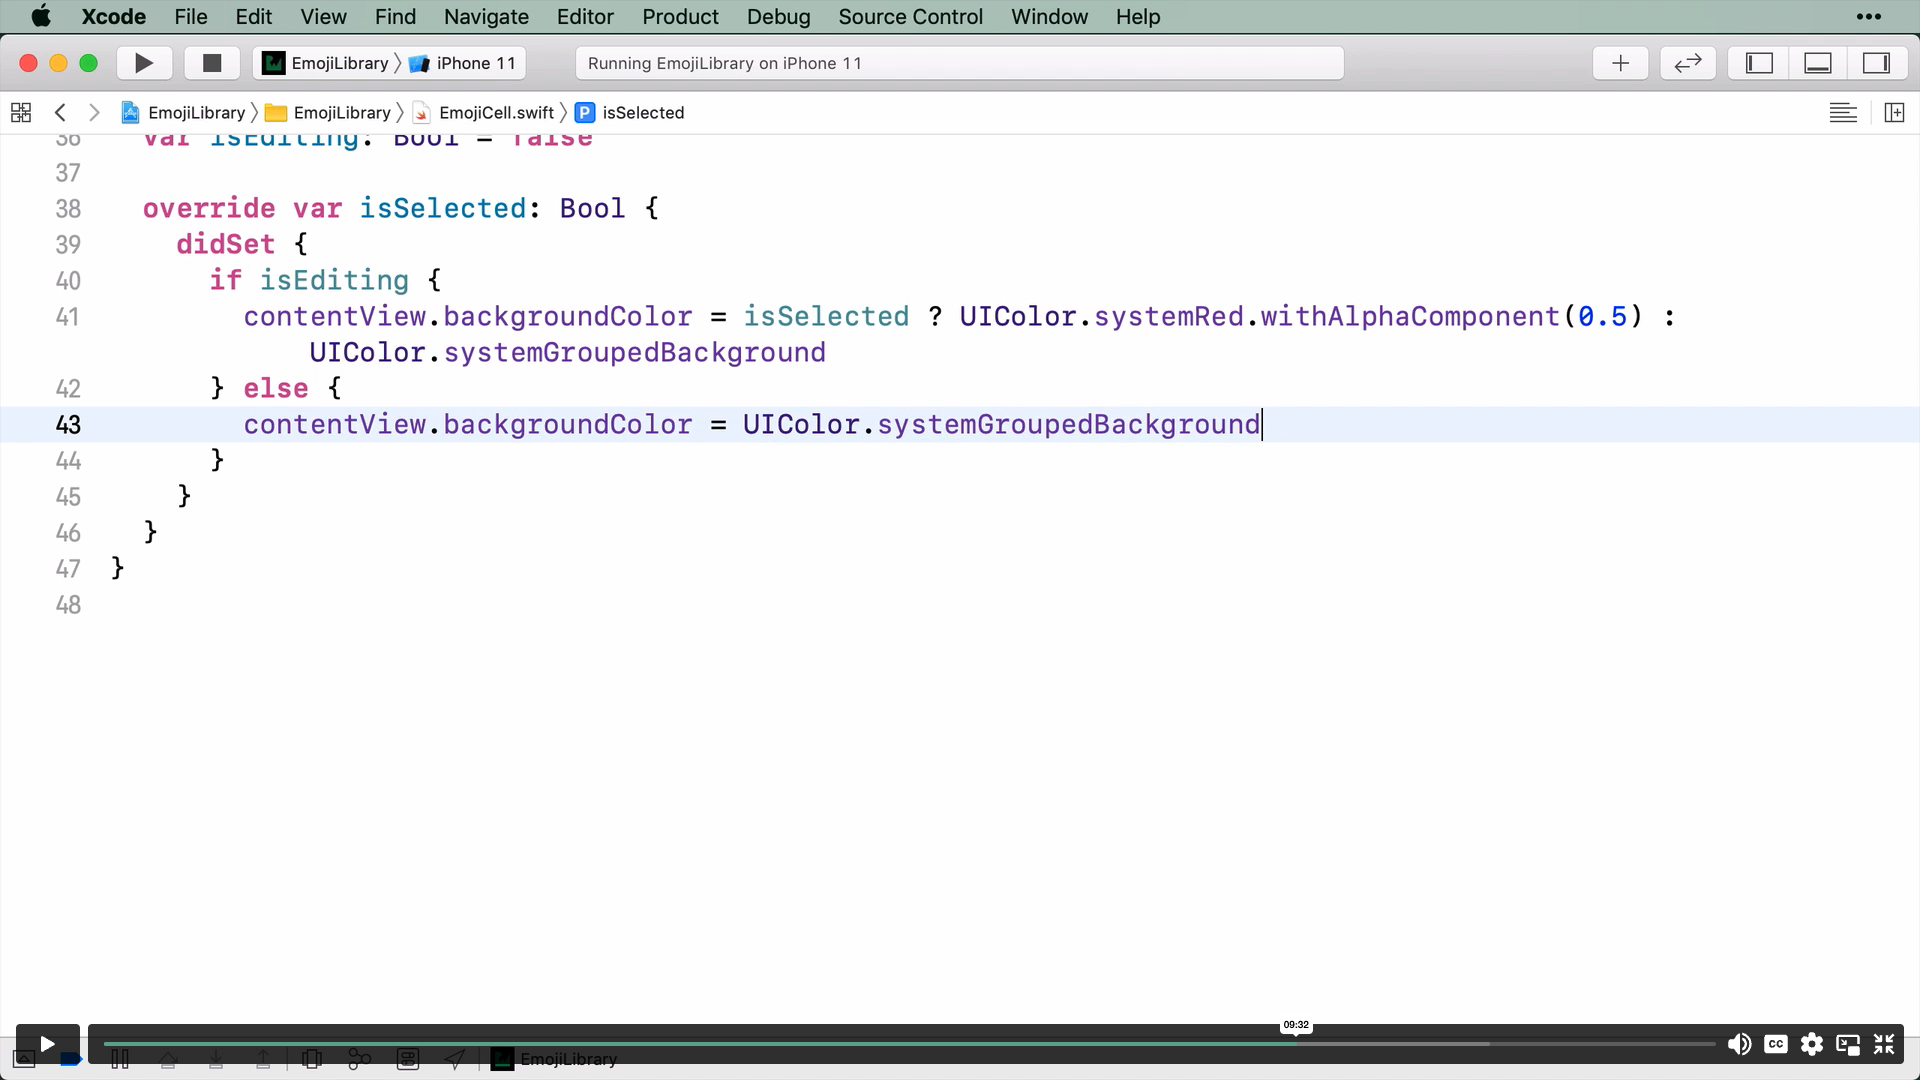 Xcode File Edit View Find Navigate Editor Product Debug Source Control Window Help
EmojiLibrary iPhone 11 Running EmojiLibrary on iPhone 11
EmojiLibrary EmojiLibrary EmojiCell.swift P isSelected
36 var isEditing: Bool = false
37
38 override var isSelected: Bool {
39 didSet {
40 if isEditing {
41 contentView.backgroundColor = isSelected ? UIColor.systemRed.withAlphaComponent(0.5) :
UIColor.systemGroupedBackground
42 } else {
43 contentView.backgroundColor = UIColor.systemGroupedBackground
44 }
45 }
46 }
47 }
48
09:32
CC
EmojiLibrary